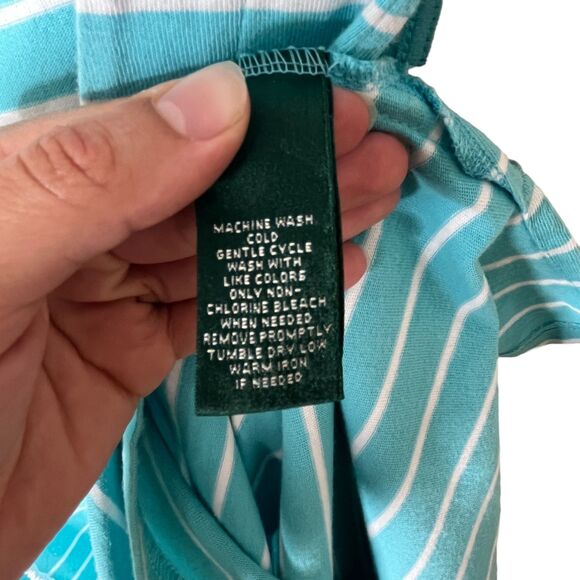 MACHINE WASH
COLD
GENTLE CYCLE
WASH WITH
LIKE COLORS
ONLY NON-
CHLORINE BLEACH
WHEN NEEDED
REMOVE PROMPTLY
TUMBLE DRY LOW
WARM IRON
IF NEEDED